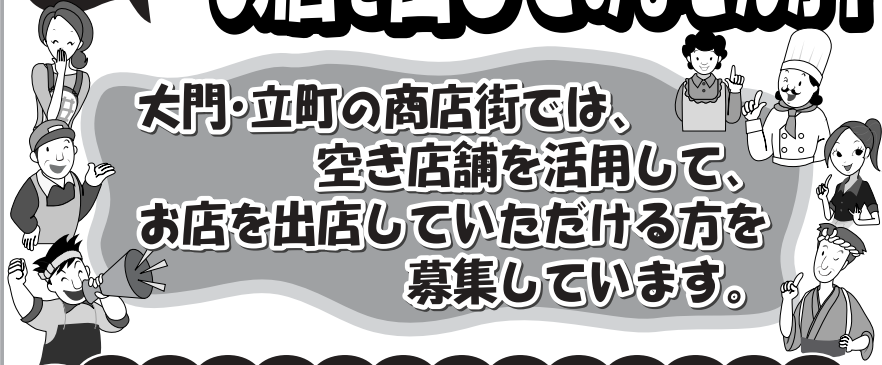 大門・立町の商店街では、
空き店舗を活用して、
お店を出店していただける方を
募集しています。